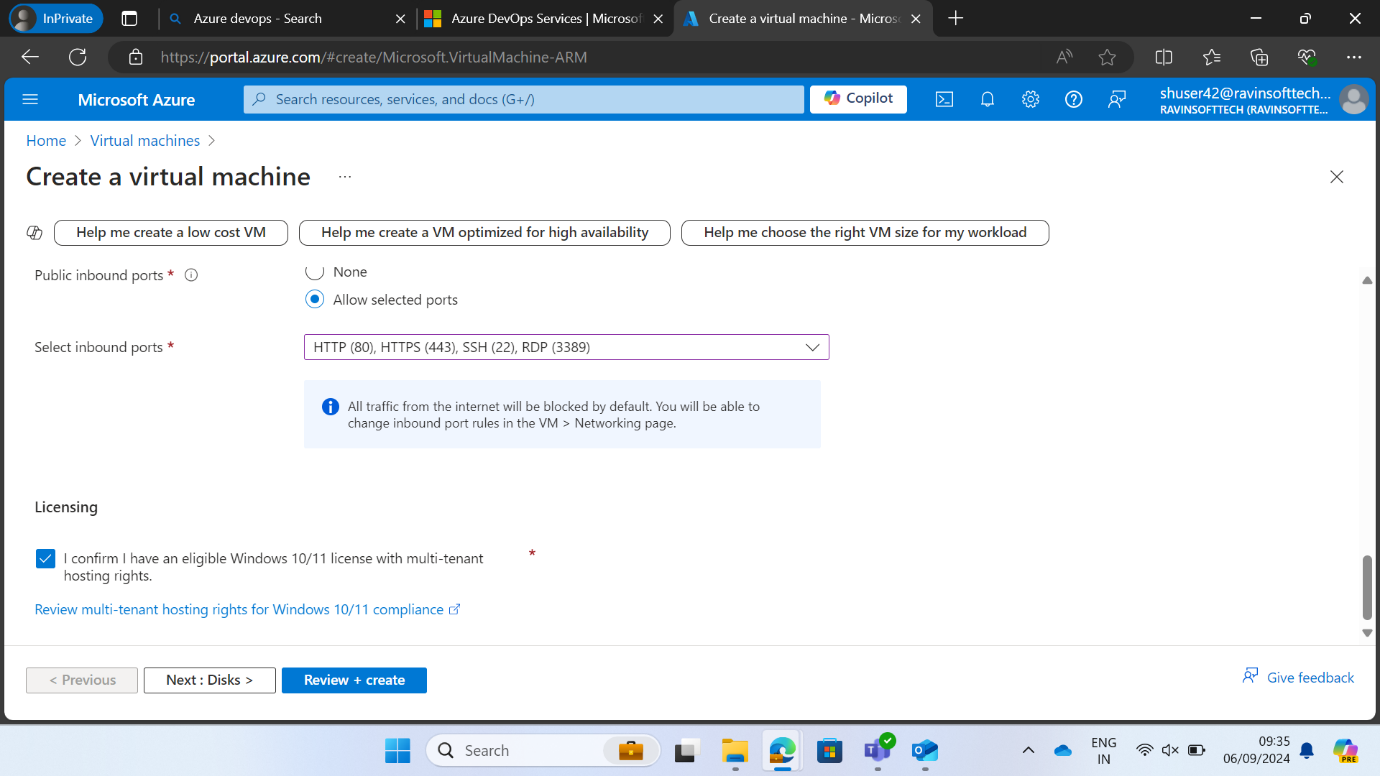 InPrivate
Azure devops - Search
Azure DevOps Services | Microsof
Create a virtual machine - Micros
https://portal.azure.com/#create/Microsoft.VirtualMachine-ARM
Microsoft Azure
Search resources, services, and docs (G+/)
Copilot
shuser42@ravinsofttech...
RAVINSOFTTECH (RAVINSOFTTE...
Home > Virtual machines >
Create a virtual machine ...
Help me create a low cost VM
Help me create a VM optimized for high availability
Help me choose the right VM size for my workload
Public inbound ports *
None
Allow selected ports
Select inbound ports *
HTTP (80), HTTPS (443), SSH (22), RDP (3389)
All traffic from the internet will be blocked by default. You will be able to
change inbound port rules in the VM > Networking page.
Licensing
I confirm I have an eligible Windows 10/11 license with multi-tenant *
hosting rights.
Review multi-tenant hosting rights for Windows 10/11 compliance
< Previous
Next : Disks >
Review + create
Give feedback
Search
ENG
IN
09:35
06/09/2024
PRE